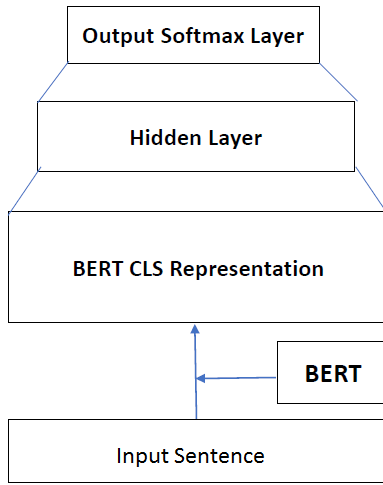 Output Softmax Layer
Hidden Layer
BERT CLS Representation
BERT
Input Sentence